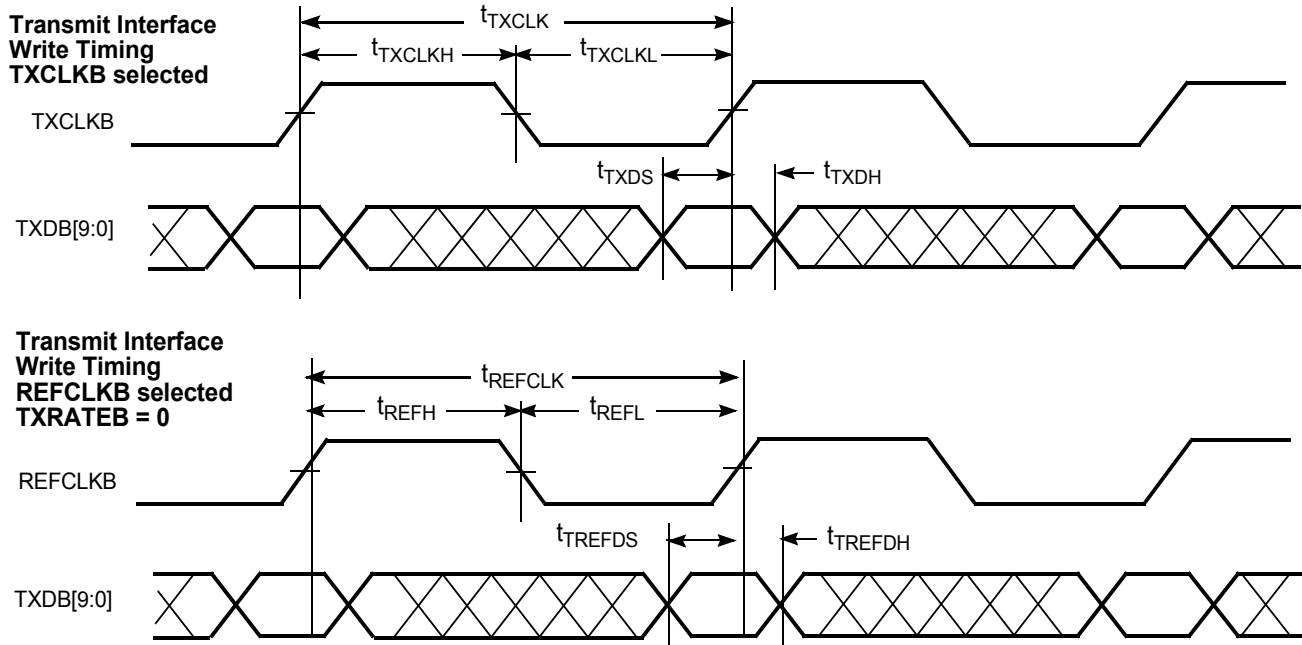 Transmit Interface
Write Timing
TXCLKB selected
tTXCLK
tTXCLKH
tTXCLKL
TXCLKB
tTXDS
tTXDH
TXDB[9:0]
Transmit Interface
Write Timing
REFCLKB selected
TXRATEB = 0
tREFCLK
tREFH
tREFL
REFCLKB
tTREFDS
tTREFDH
TXDB[9:0]